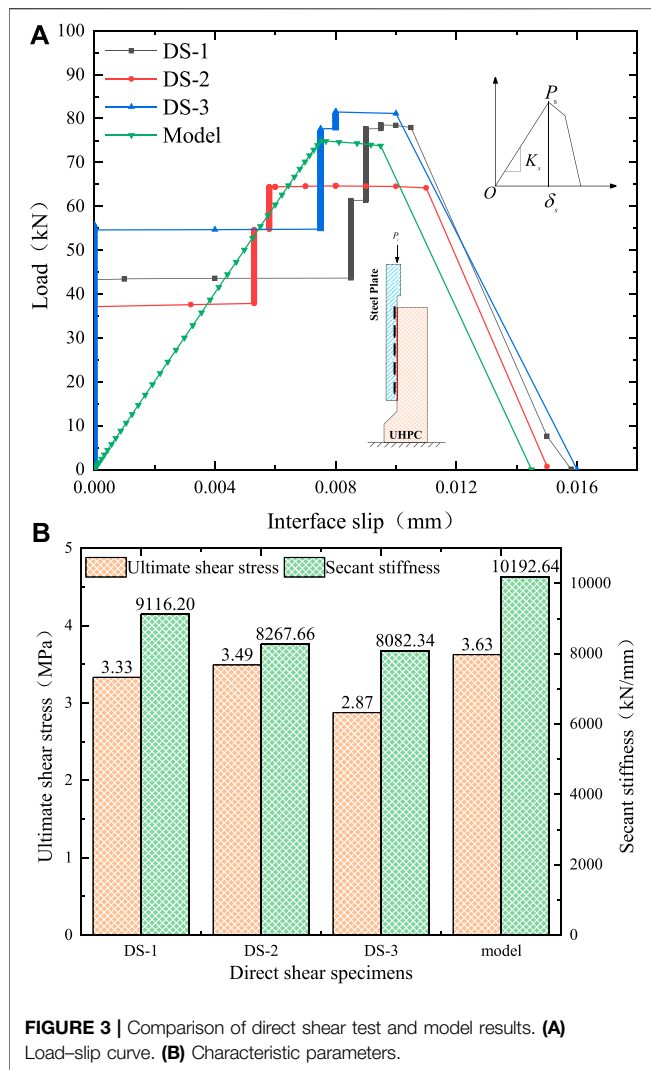 A
100
90
80
70
60
50
40
30
20
10
0
Load（kN）
DS-1
DS-2
DS-3
Model
P_s
K_s
O
δ_s
Steel Plate
UHPC
0.000 0.004 0.008 0.012 0.016
Interface slip（mm）
B
5
4
3
2
1
0
Ultimate shear stress（MPa）
Ultimate shear stress Secant stiffness
3.33 9116.20
3.49 8267.66
2.87 8082.34
3.63 10192.64
10000
8000
6000
4000
2000
0
Secant stiffness（kN/mm）
DS-1 DS-2 DS-3 model
Direct shear specimens
FIGURE 3 | Comparison of direct shear test and model results. (A)
Load–slip curve. (B) Characteristic parameters.